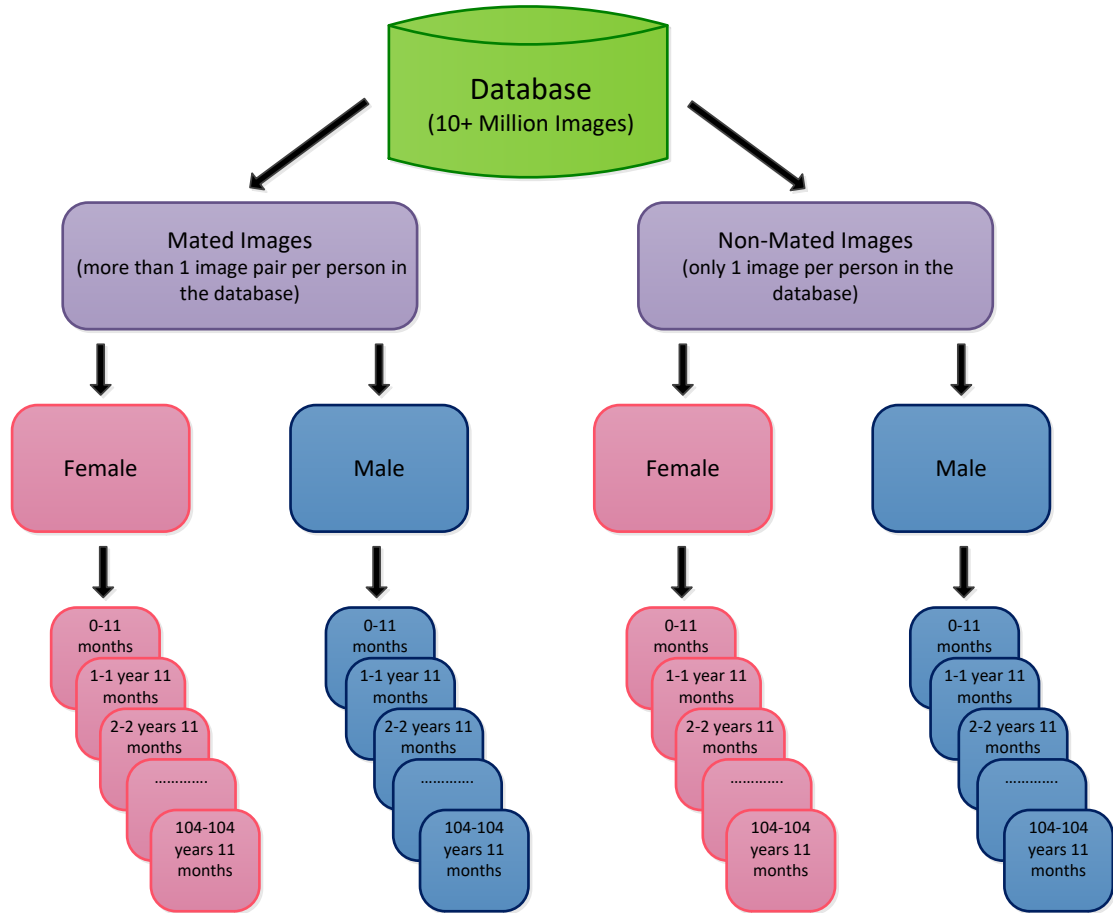 Database
(10+ Million Images)
Mated Images
(more than 1 image pair per person in
the database)
Non-Mated Images
(only 1 image per person in the
database)
Female
Male
Female
Male
0-11
months
1-1 year 11
months
2-2 years 11
months
………….
104-104
years 11
months
0-11
months
1-1 year 11
months
2-2 years 11
months
………….
104-104
years 11
months
0-11
months
1-1 year 11
months
2-2 years 11
months
………….
104-104
years 11
months
0-11
months
1-1 year 11
months
2-2 years 11
months
………….
104-104
years 11
months